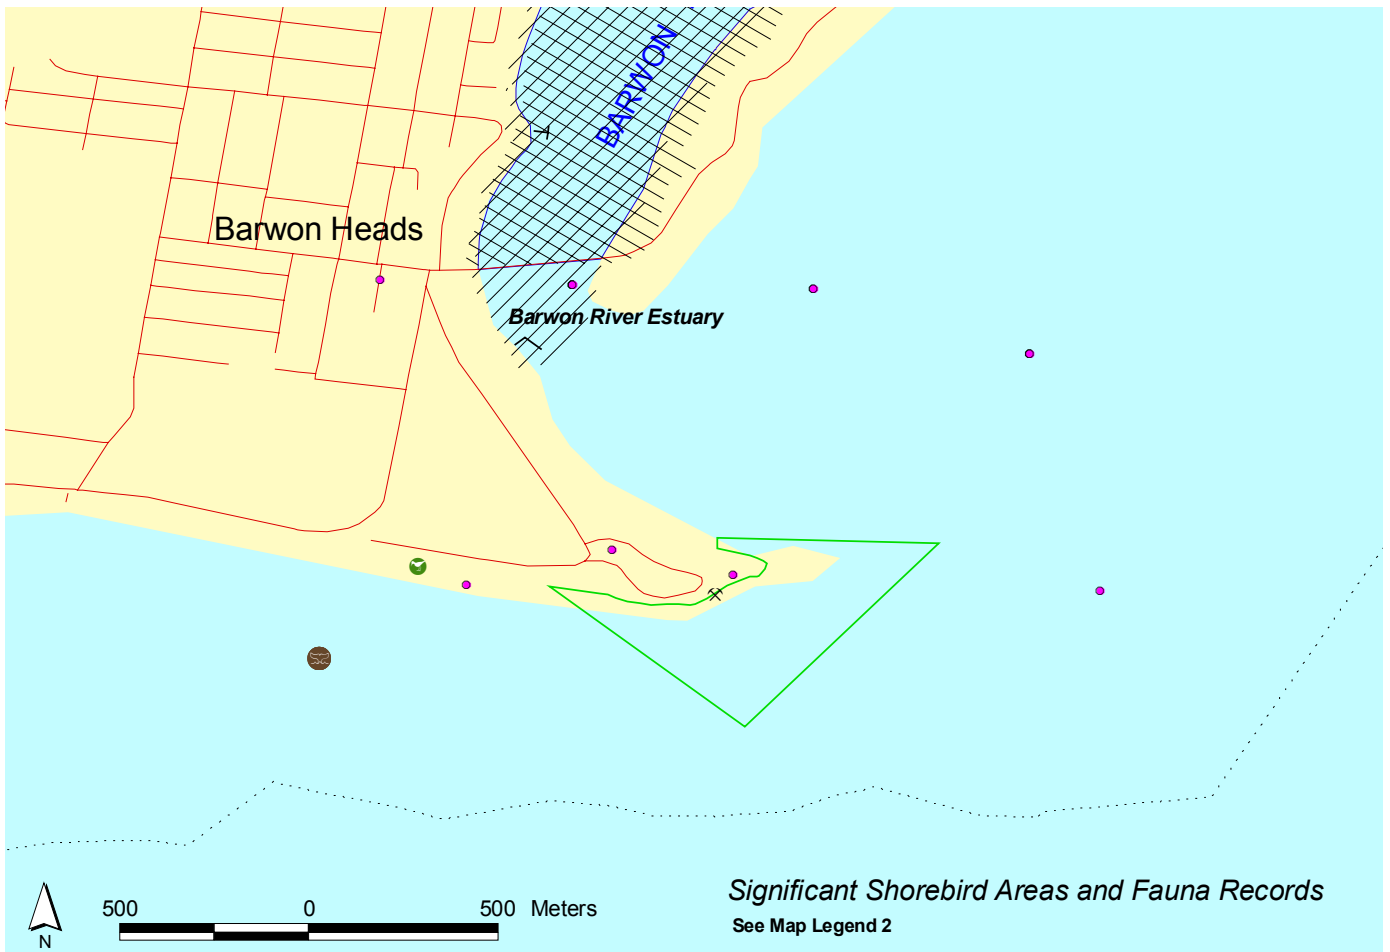 BARWON
Barwon Heads
Barwon River Estuary
500 0 500 Meters
N
Significant Shorebird Areas and Fauna Records
See Map Legend 2